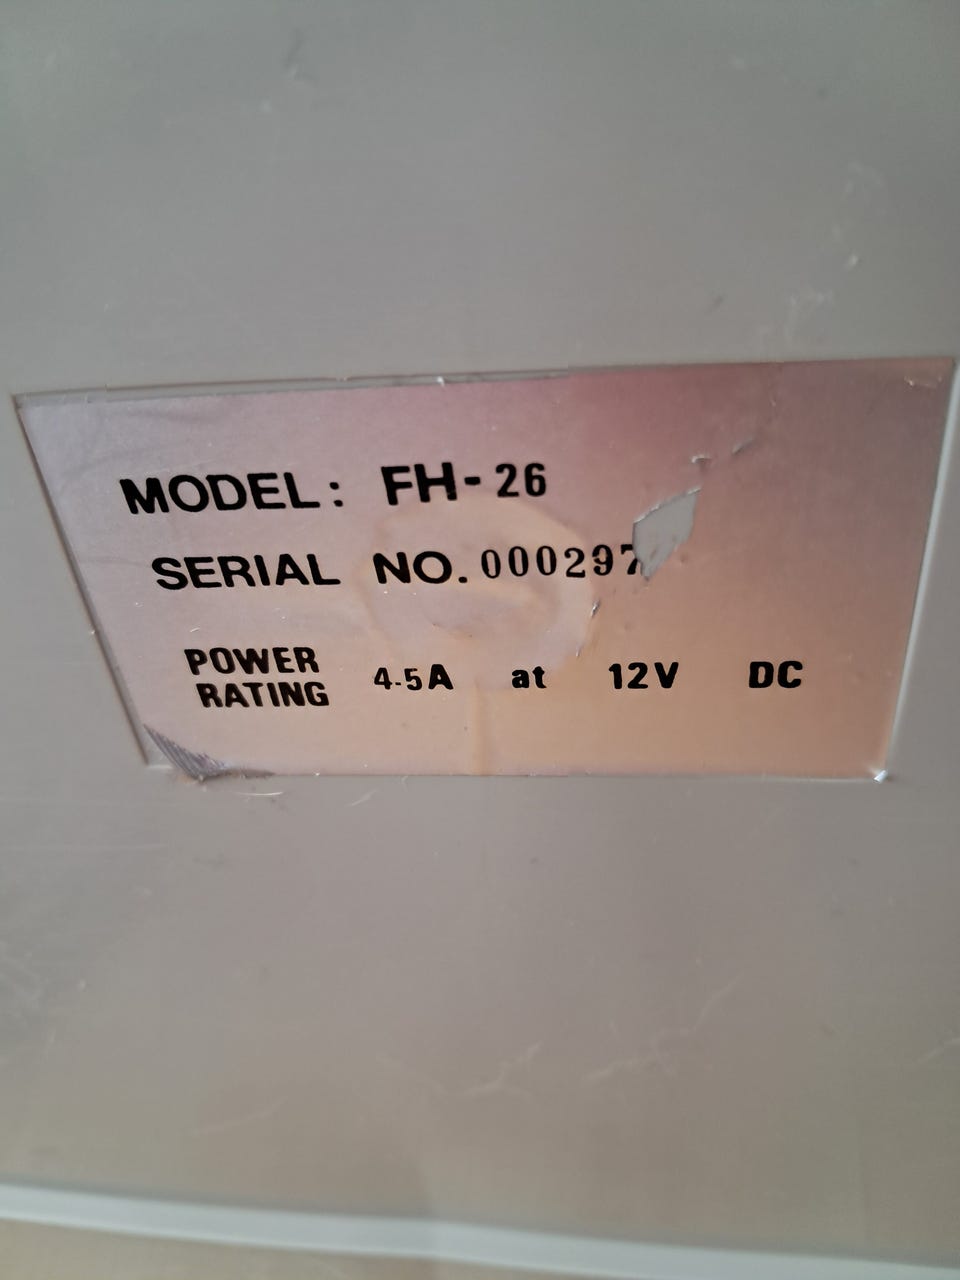 MODEL: FH-26
SERIAL NO. 000297
POWER RATING 4.5A at 12V DC